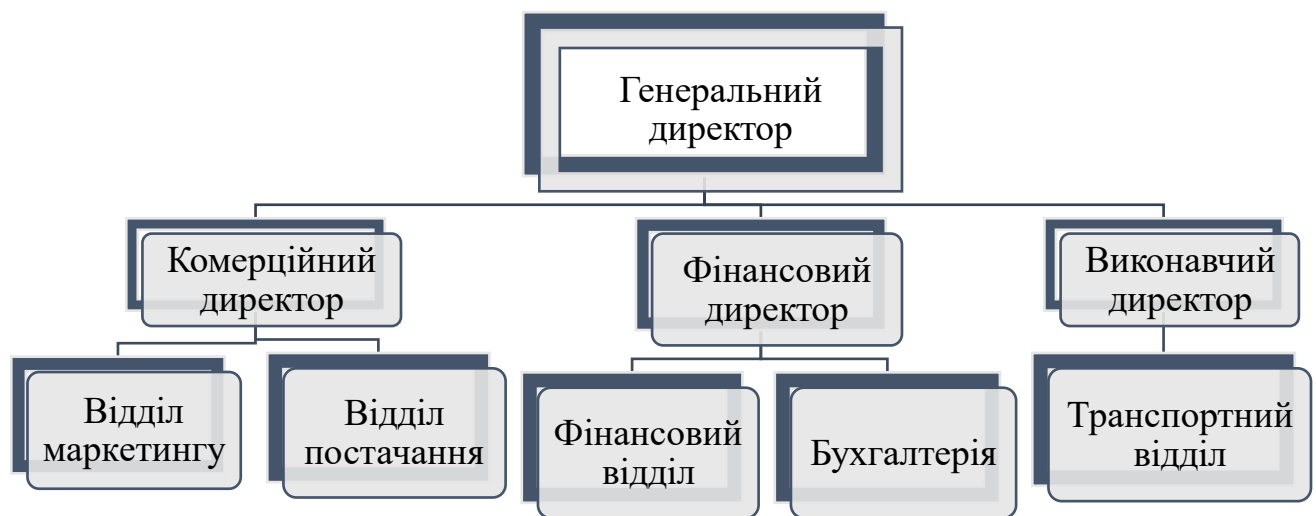 Генеральний
директор
Комерційний
директор
Фінансовий
директор
Виконавчий
директор
Відділ
маркетингу
Відділ
постачання
Фінансовий
відділ
Бухгалтерія
Транспортний
відділ